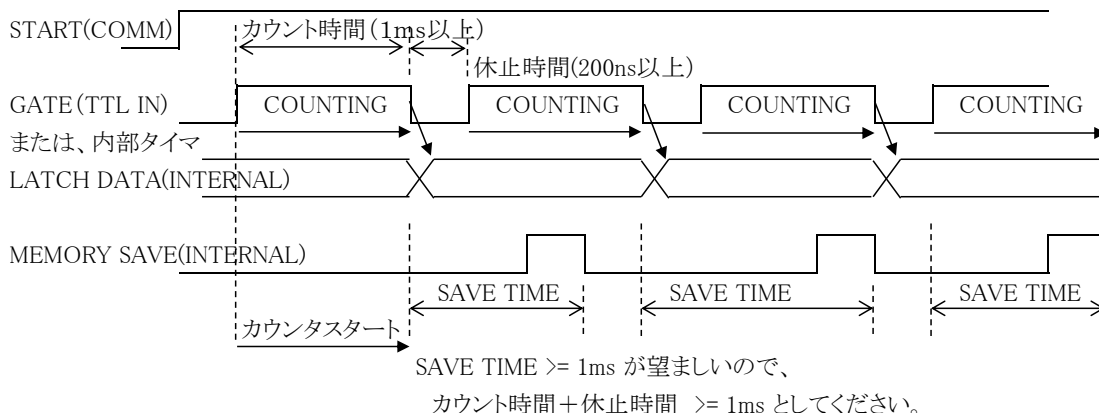 START(COMM)
カウント時間(1ms以上)
休止時間(200ns以上)
GATE(TTL IN)
COUNTING
COUNTING
COUNTING
COUNTING
または、内部タイマ
LATCH DATA(INTERNAL)
MEMORY SAVE(INTERNAL)
SAVE TIME
SAVE TIME
SAVE TIME
カウンタスタート
SAVE TIME >= 1ms が望ましいので、
カウント時間+休止時間 >= 1ms としてください。